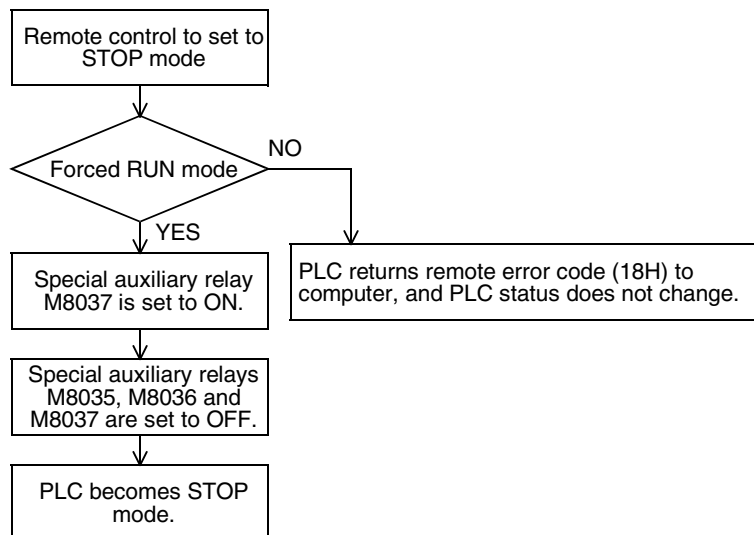 Remote control to set to
STOP mode
Forced RUN mode
NO
YES
Special auxiliary relay
M8037 is set to ON.
PLC returns remote error code (18H) to
computer, and PLC status does not change.
Special auxiliary relays
M8035, M8036 and
M8037 are set to OFF.
PLC becomes STOP
mode.